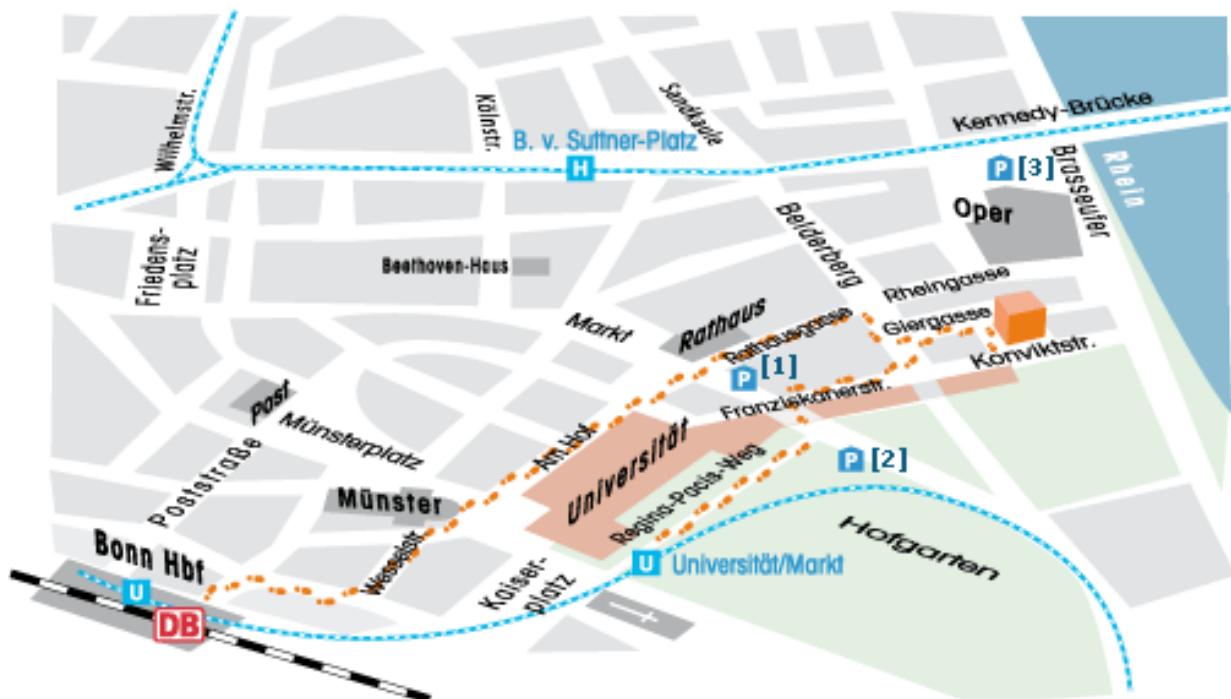 Wilhelmstr.
Kölnstr.
Sandkaule
Kennedy-Brücke
B. v. Suttner-Platz
H
P [3]
Brasseufer
Rhein
Oper
Belderberg
Friedens-
platz
Beethoven-Haus
Rheingasse
Giergasse
Markt
Rathaus
Rathausgasse
Konviktstr.
P [1]
Franziskanerstr.
Post
Münsterplatz
Am Hof
Universität
P [2]
Poststraße
Münster
Regina-Pacis-Weg
Hofgarten
Bonn Hbf
Wesselstr.
Kaiser-
platz
U Universität/Markt
U
DB